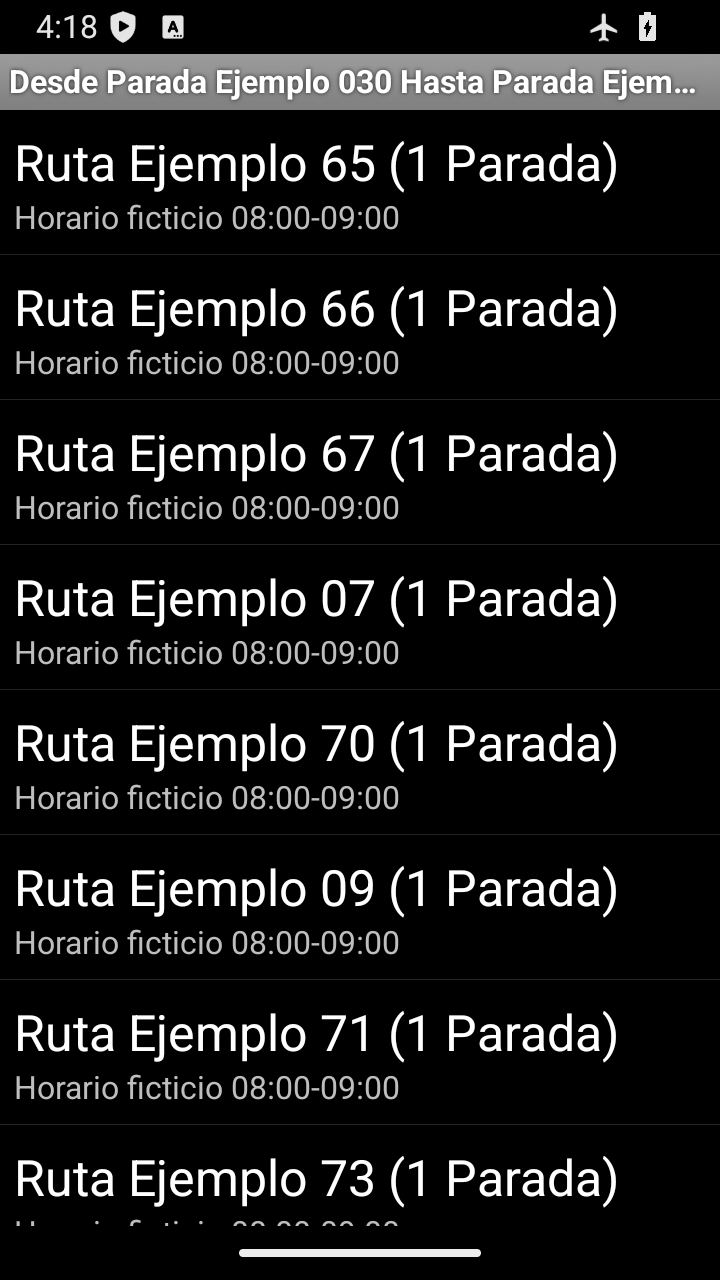 4:18
Desde Parada Ejemplo 030 Hasta Parada Ejem...
Ruta Ejemplo 65 (1 Parada)
Horario ficticio 08:00-09:00
Ruta Ejemplo 66 (1 Parada)
Horario ficticio 08:00-09:00
Ruta Ejemplo 67 (1 Parada)
Horario ficticio 08:00-09:00
Ruta Ejemplo 07 (1 Parada)
Horario ficticio 08:00-09:00
Ruta Ejemplo 70 (1 Parada)
Horario ficticio 08:00-09:00
Ruta Ejemplo 09 (1 Parada)
Horario ficticio 08:00-09:00
Ruta Ejemplo 71 (1 Parada)
Horario ficticio 08:00-09:00
Ruta Ejemplo 73 (1 Parada)